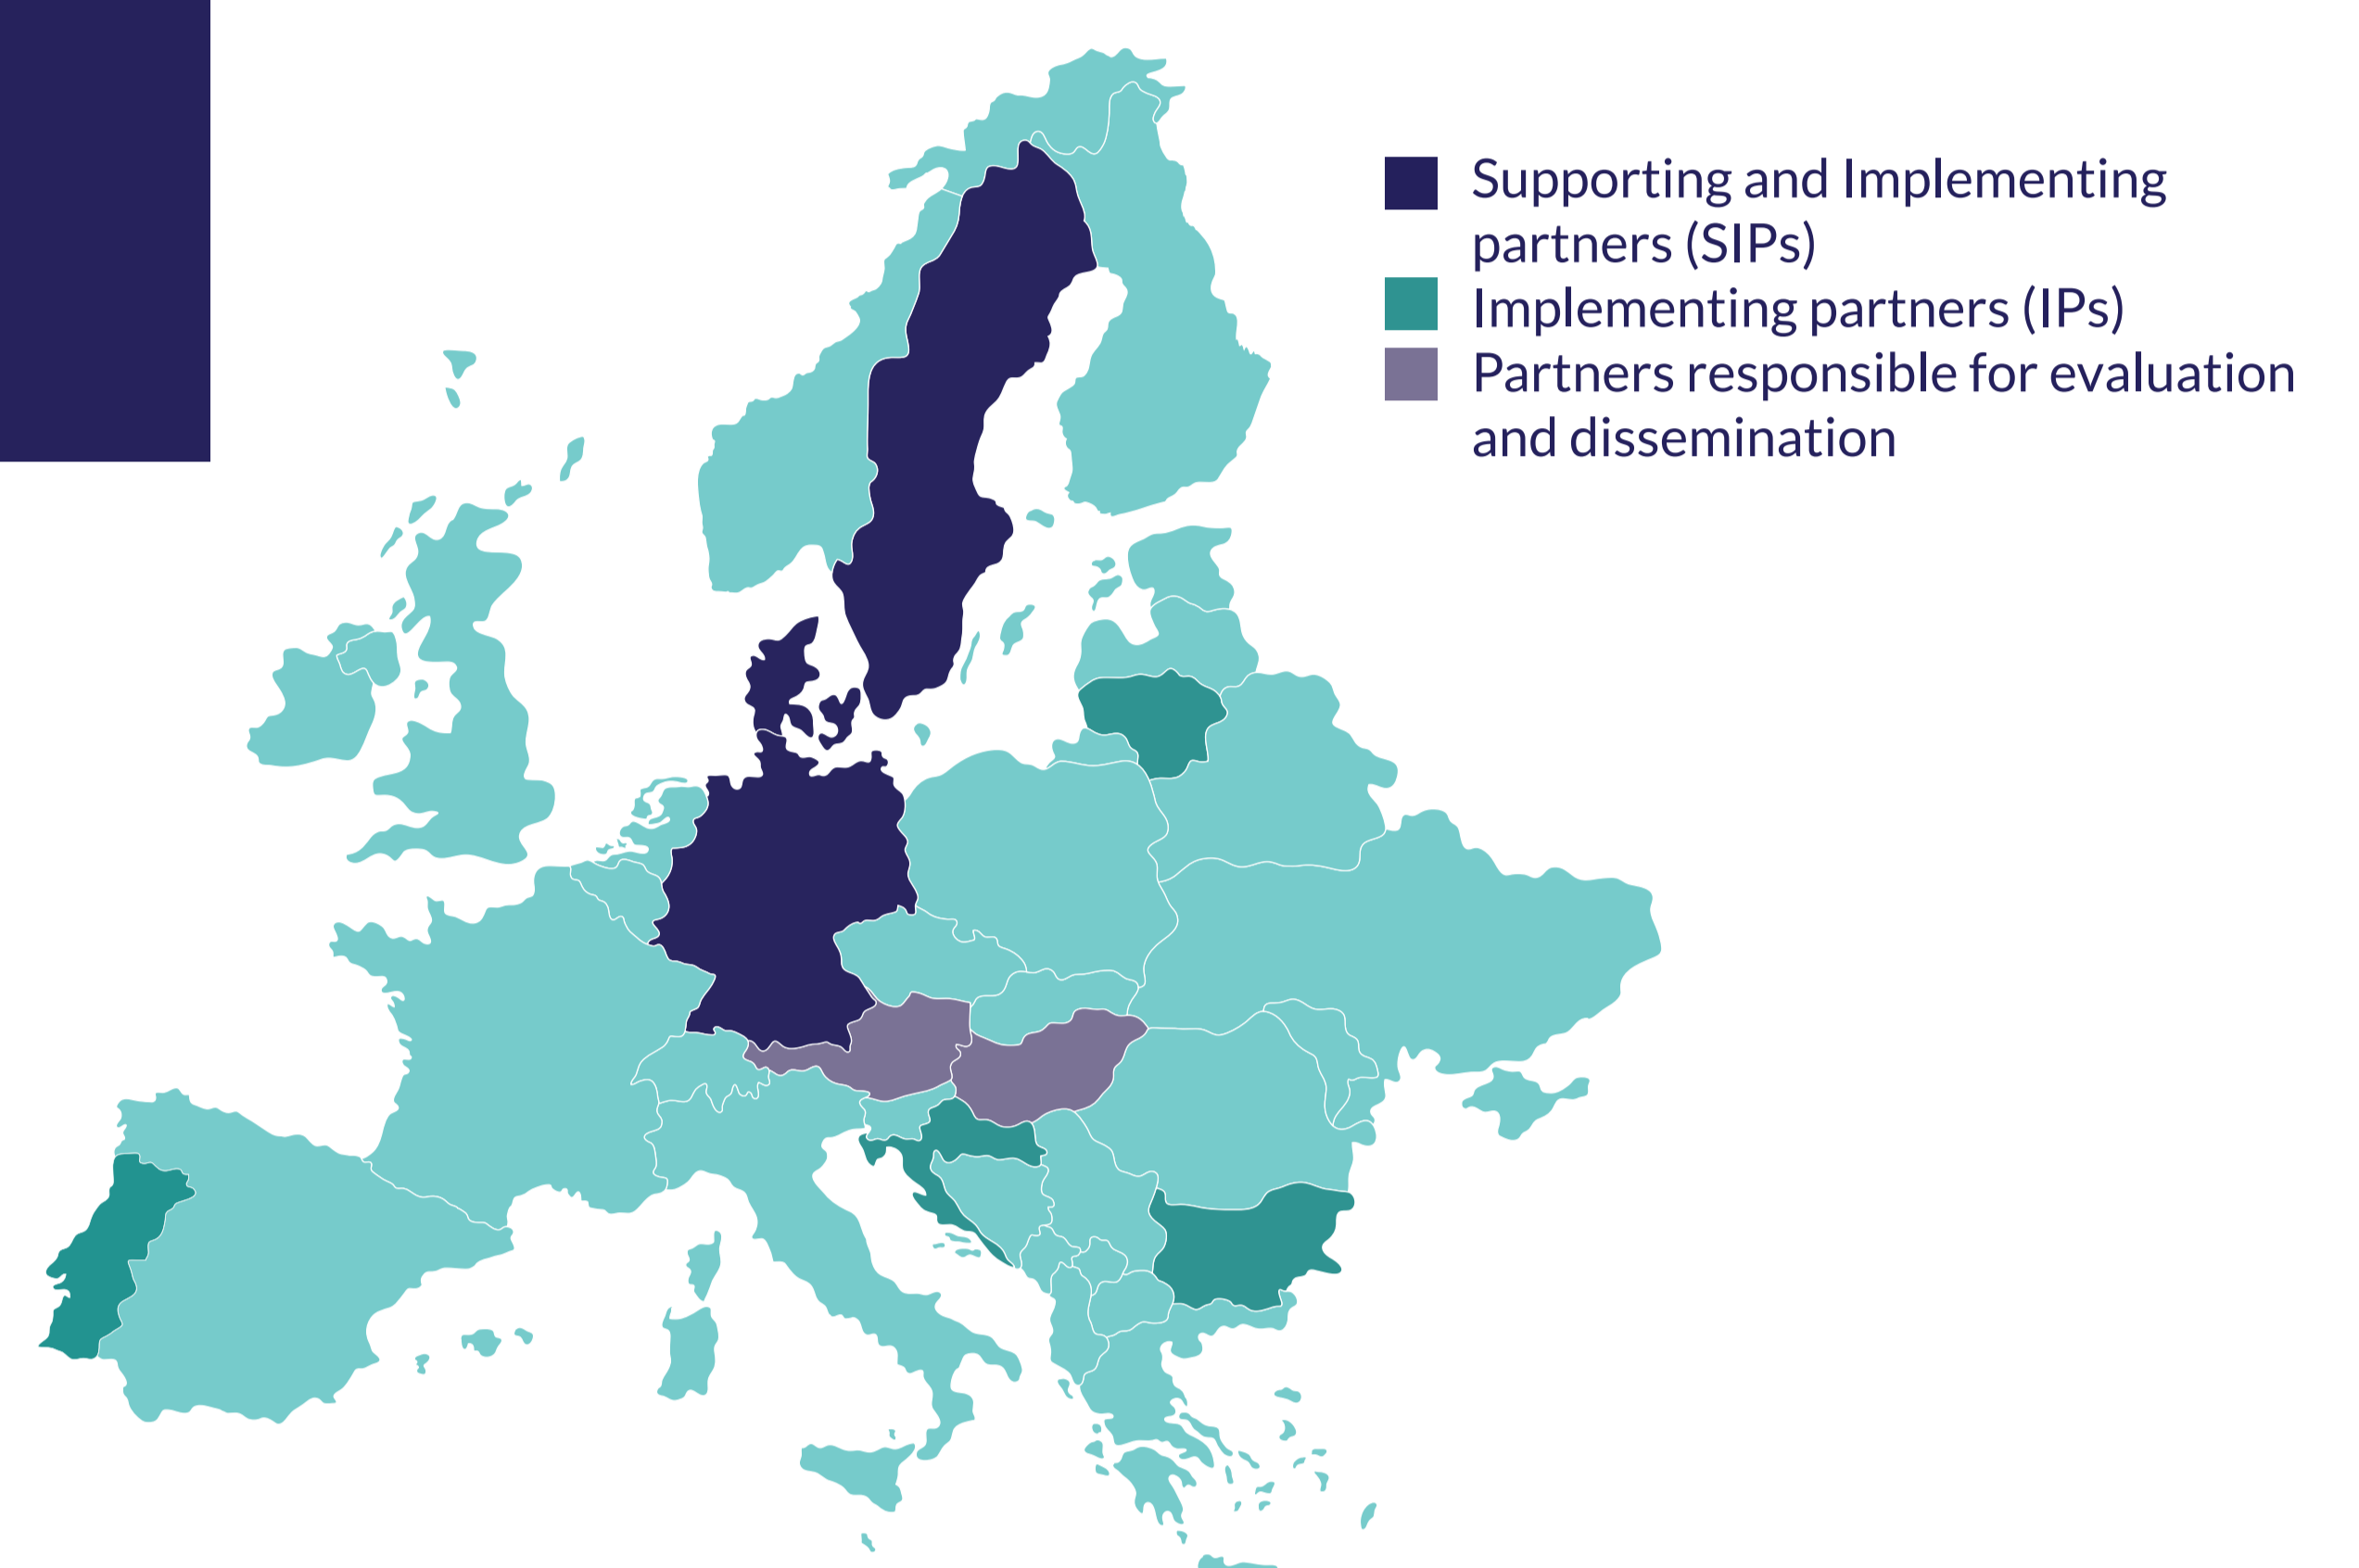 Supporting and Implementing
partners (SIPs)
Implementing partners (IPs)
Partners responsible for evaluation
and dissemination